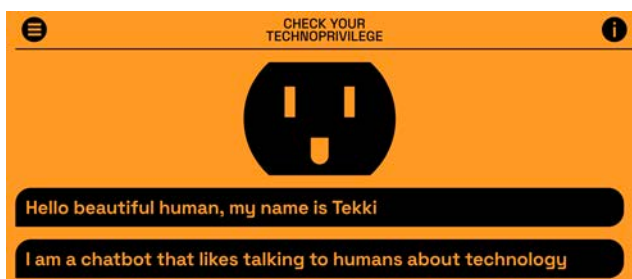 CHECK YOUR
TECHNOPRIVILEGE
i
Hello beautiful human, my name is Tekki
I am a chatbot that likes talking to humans about technology